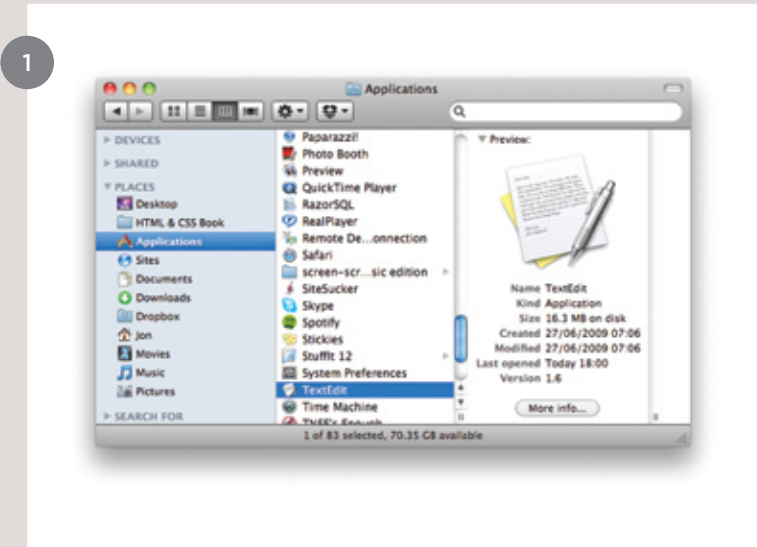 1
Applications
DEVICES
SHARED
PLACES
Desktop
HTML & CSS Book
Applications
Sites
Documents
Downloads
Dropbox
jon
Movies
Music
Pictures
SEARCH FOR
Paparazzi!
Photo Booth
Preview
QuickTime Player
RazorSQL
RealPlayer
Remote De...onnection
Safari
screen-scr...sic edition
SiteSucker
Skype
Spotify
Stickies
StuffIt 12
System Preferences
TextEdit
Time Machine
Preview:
Name TextEdit
Kind Application
Size 16.3 MB on disk
Created 27/06/2009 07:06
Modified 27/06/2009 07:06
Last opened Today 18:00
Version 1.6
More info...
1 of 83 selected, 70.35 GB available